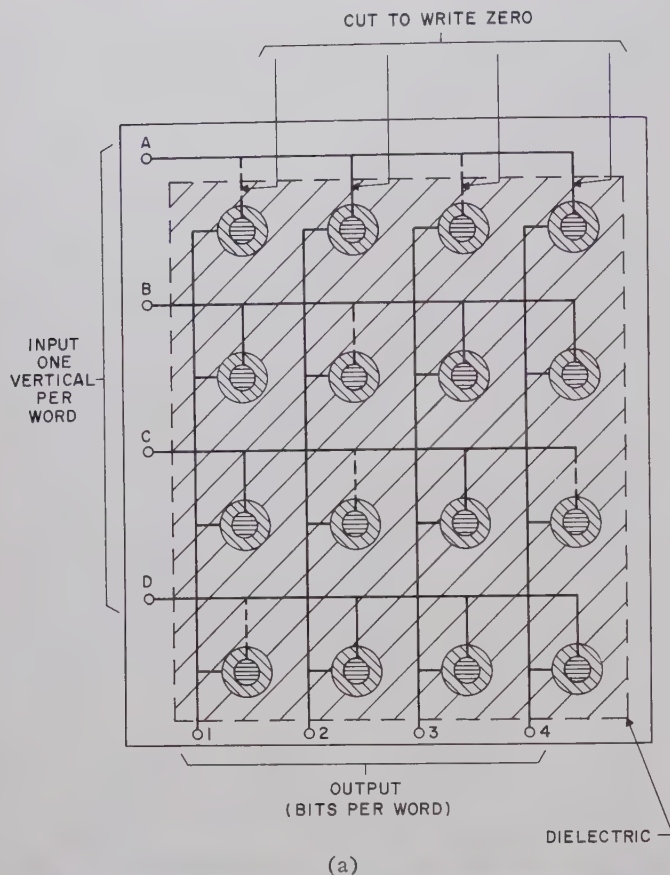 CUT TO WRITE ZERO
A
B
INPUT
ONE
VERTICAL
PER
WORD
C
D
1 2 3 4
OUTPUT
(BITS PER WORD)
DIELECTRIC
(a)